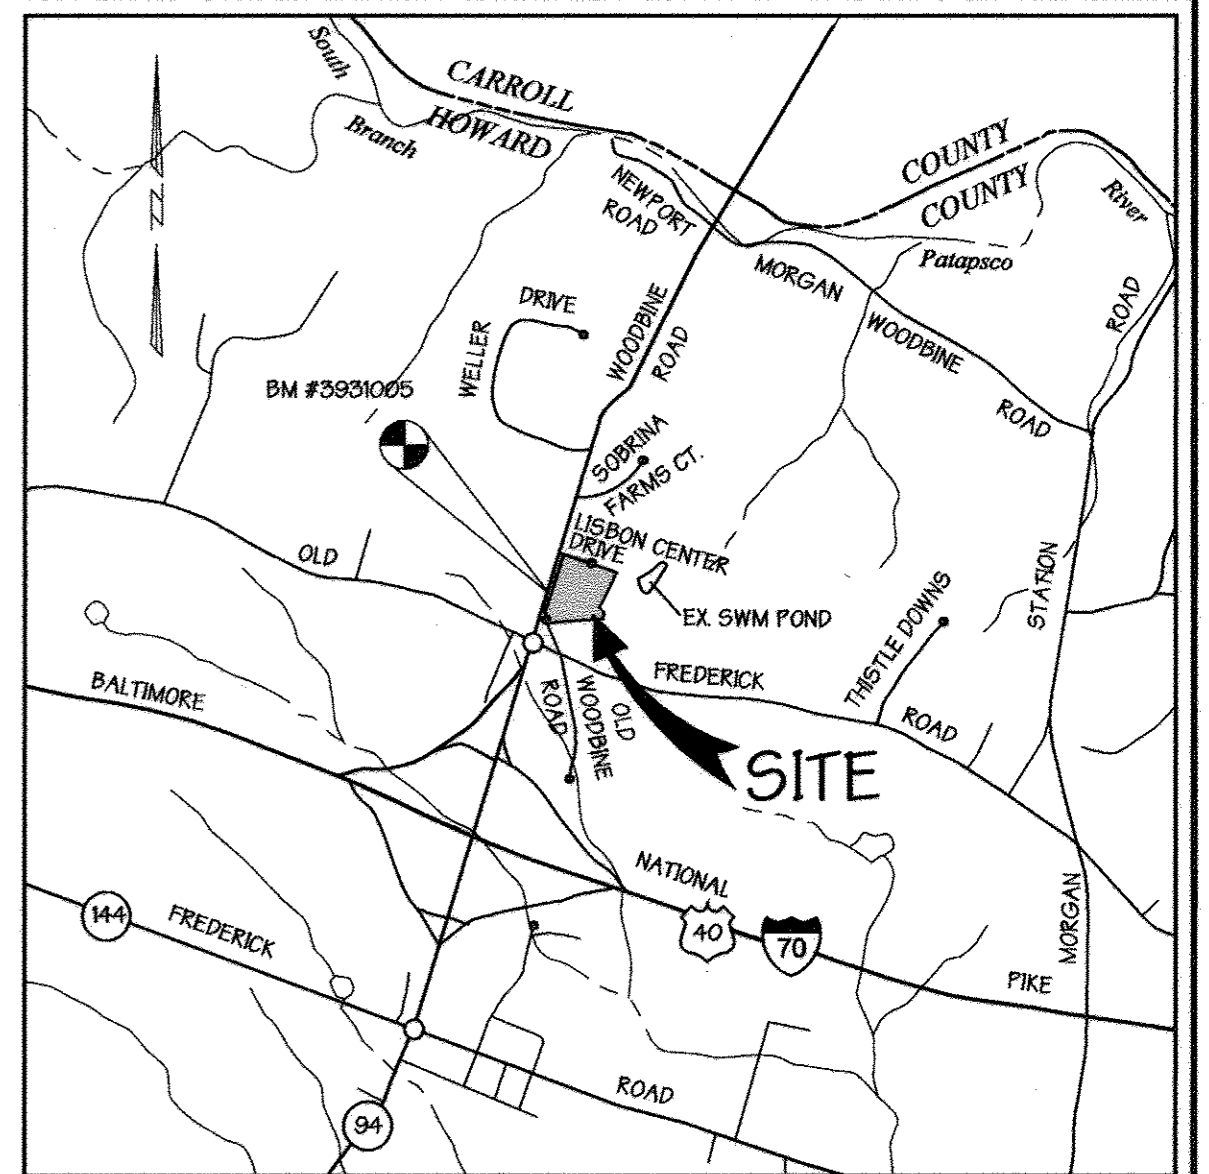 South
Branch
CARROLL
HOWARD
COUNTY
COUNTY
River
Patapsco
NEWPORT
ROAD
MORGAN
WOODBINE
ROAD
ROAD
WOODBINE
ROAD
DRIVE
WELLER
BM #3931005
SOBRINA
FARMS CT.
LISBON CENTER
DRIVE
EX. SWM POND
OLD
FREDERICK
ROAD
THISTLE DOWNS
STATION
OLD
WOODBINE
ROAD
SITE
BALTIMORE
NATIONAL
40
70
PIKE
MORGAN
144
FREDERICK
ROAD
94
N